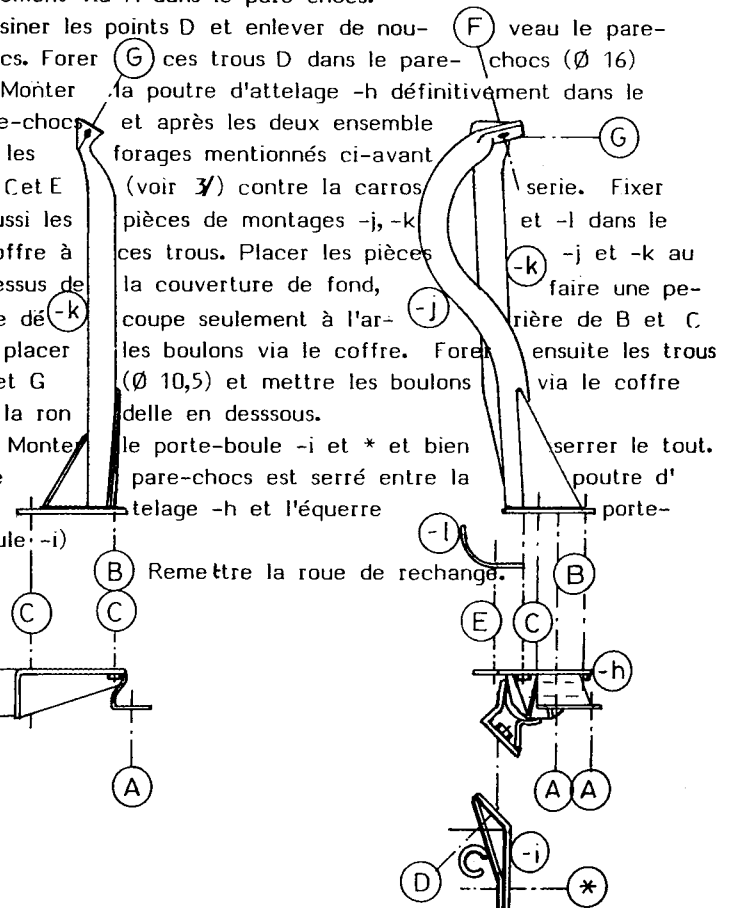 siner les points D et enlever de nou- F veau le pare-
cs. Forer G ces trous D dans le pare- chocs (Ø 16)
Monter la poutre d'attelage -h définitivement dans le
e-chocs et après les deux ensemble G
les forages mentionnés ci-avant
C et E (voir 3/) contre la carros serie. Fixer
ussi les pièces de montages -j, -k et -l dans le
offre à ces trous. Placer les pièces -k -j et -k au
essus de la couverture de fond, faire une pe-
e dé -k coupe seulement à l'ar- -j rière de B et C
placer les boulons via le coffre. Forer ensuite les trous
et G (Ø 10,5) et mettre les boulons via le coffre
la ron delle en desssous.
Monter le porte-boule -i et * et bien serrer le tout.
e pare-chocs est serré entre la poutre d'
telage -h et l'équerre porte-
ule -i) -l
B Remettre la roue de rechange. B
C C E C
-h
A A A
-i
D *